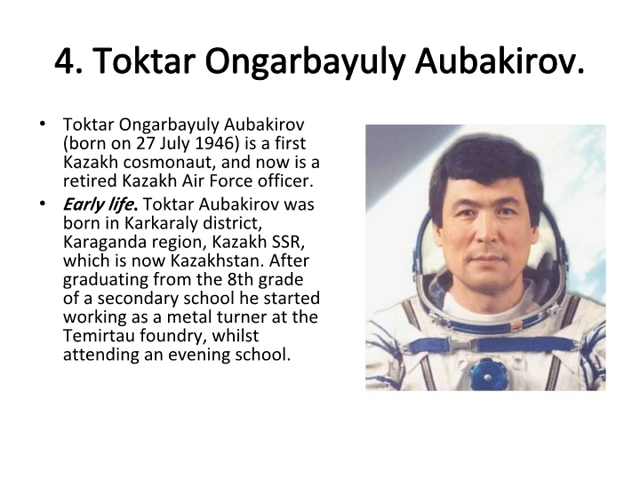 4. Toktar Ongarbayuly Aubakirov.
• Toktar Ongarbayuly Aubakirov
(born on 27 July 1946) is a first
Kazakh cosmonaut, and now is a
retired Kazakh Air Force officer.
• Early life. Toktar Aubakirov was
born in Karkaraly district,
Karaganda region, Kazakh SSR,
which is now Kazakhstan. After
graduating from the 8th grade
of a secondary school he started
working as a metal turner at the
Temirtau foundry, whilst
attending an evening school.